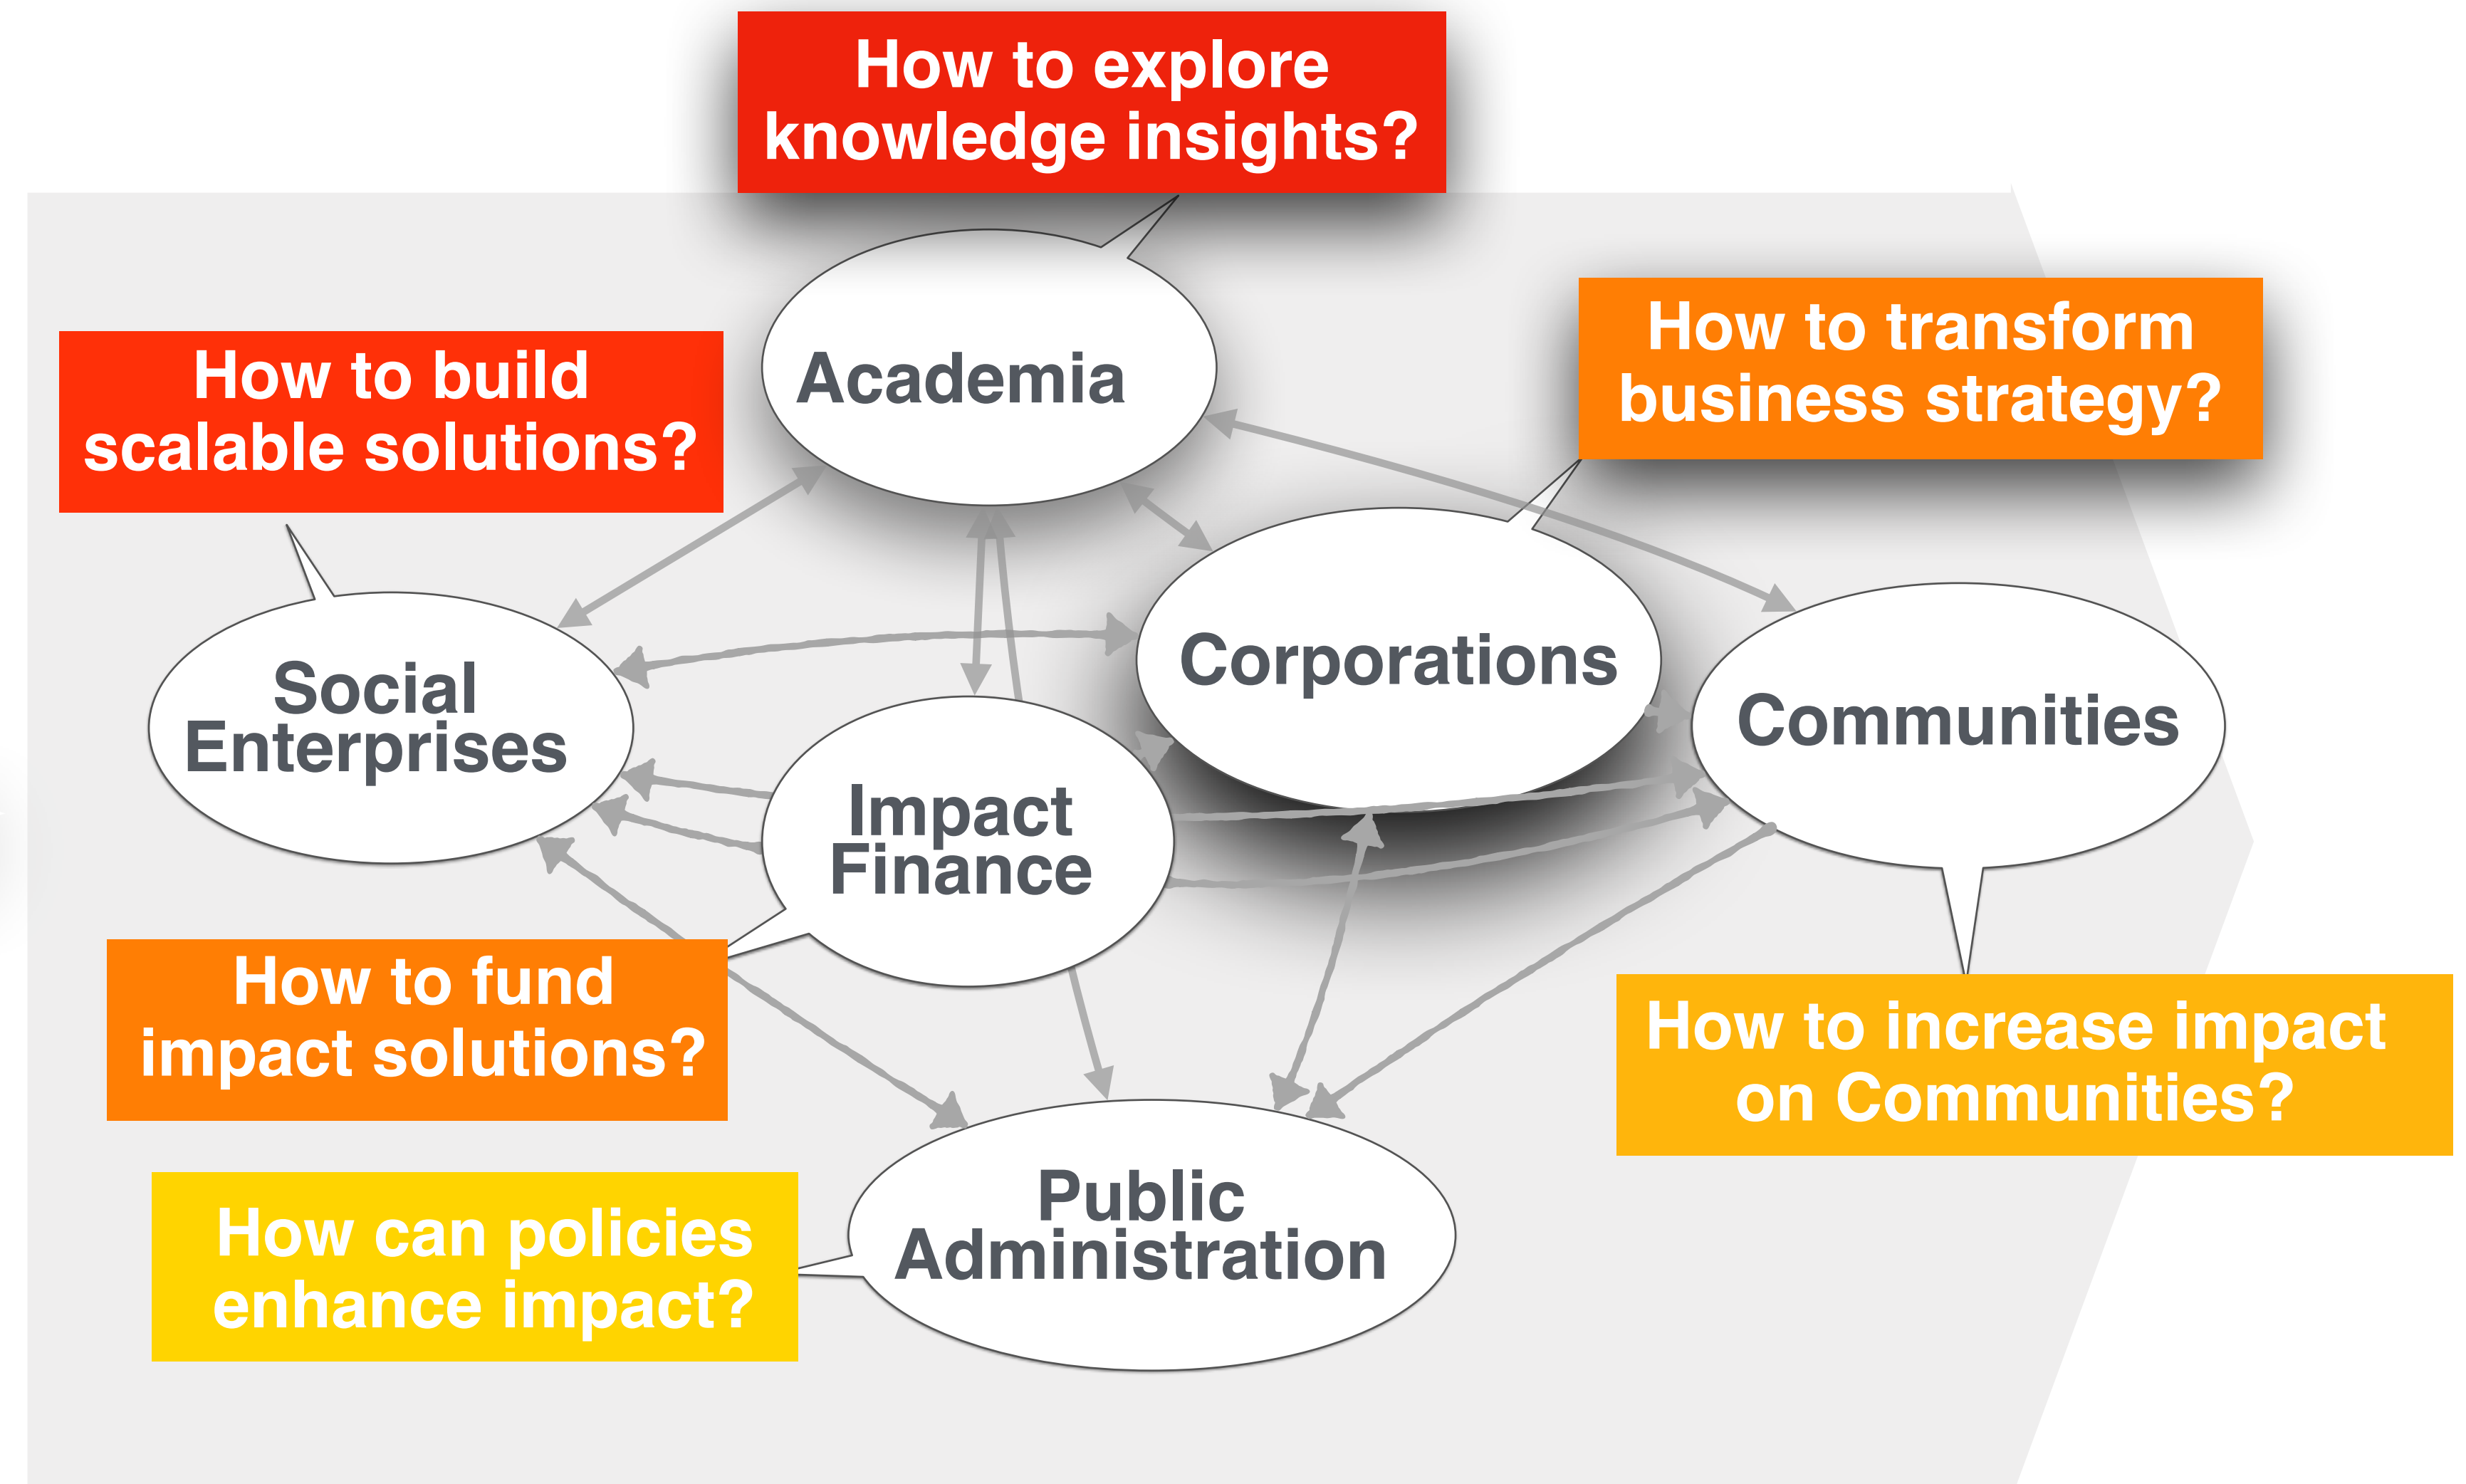 How to explore
knowledge insights?
How to transform
business strategy?
How to build
scalable solutions?
Academia
Corporations
Social
Enterprises
Communities
Impact
Finance
How to fund
impact solutions?
How to increase impact
on Communities?
Public
Administration
How can policies
enhance impact?